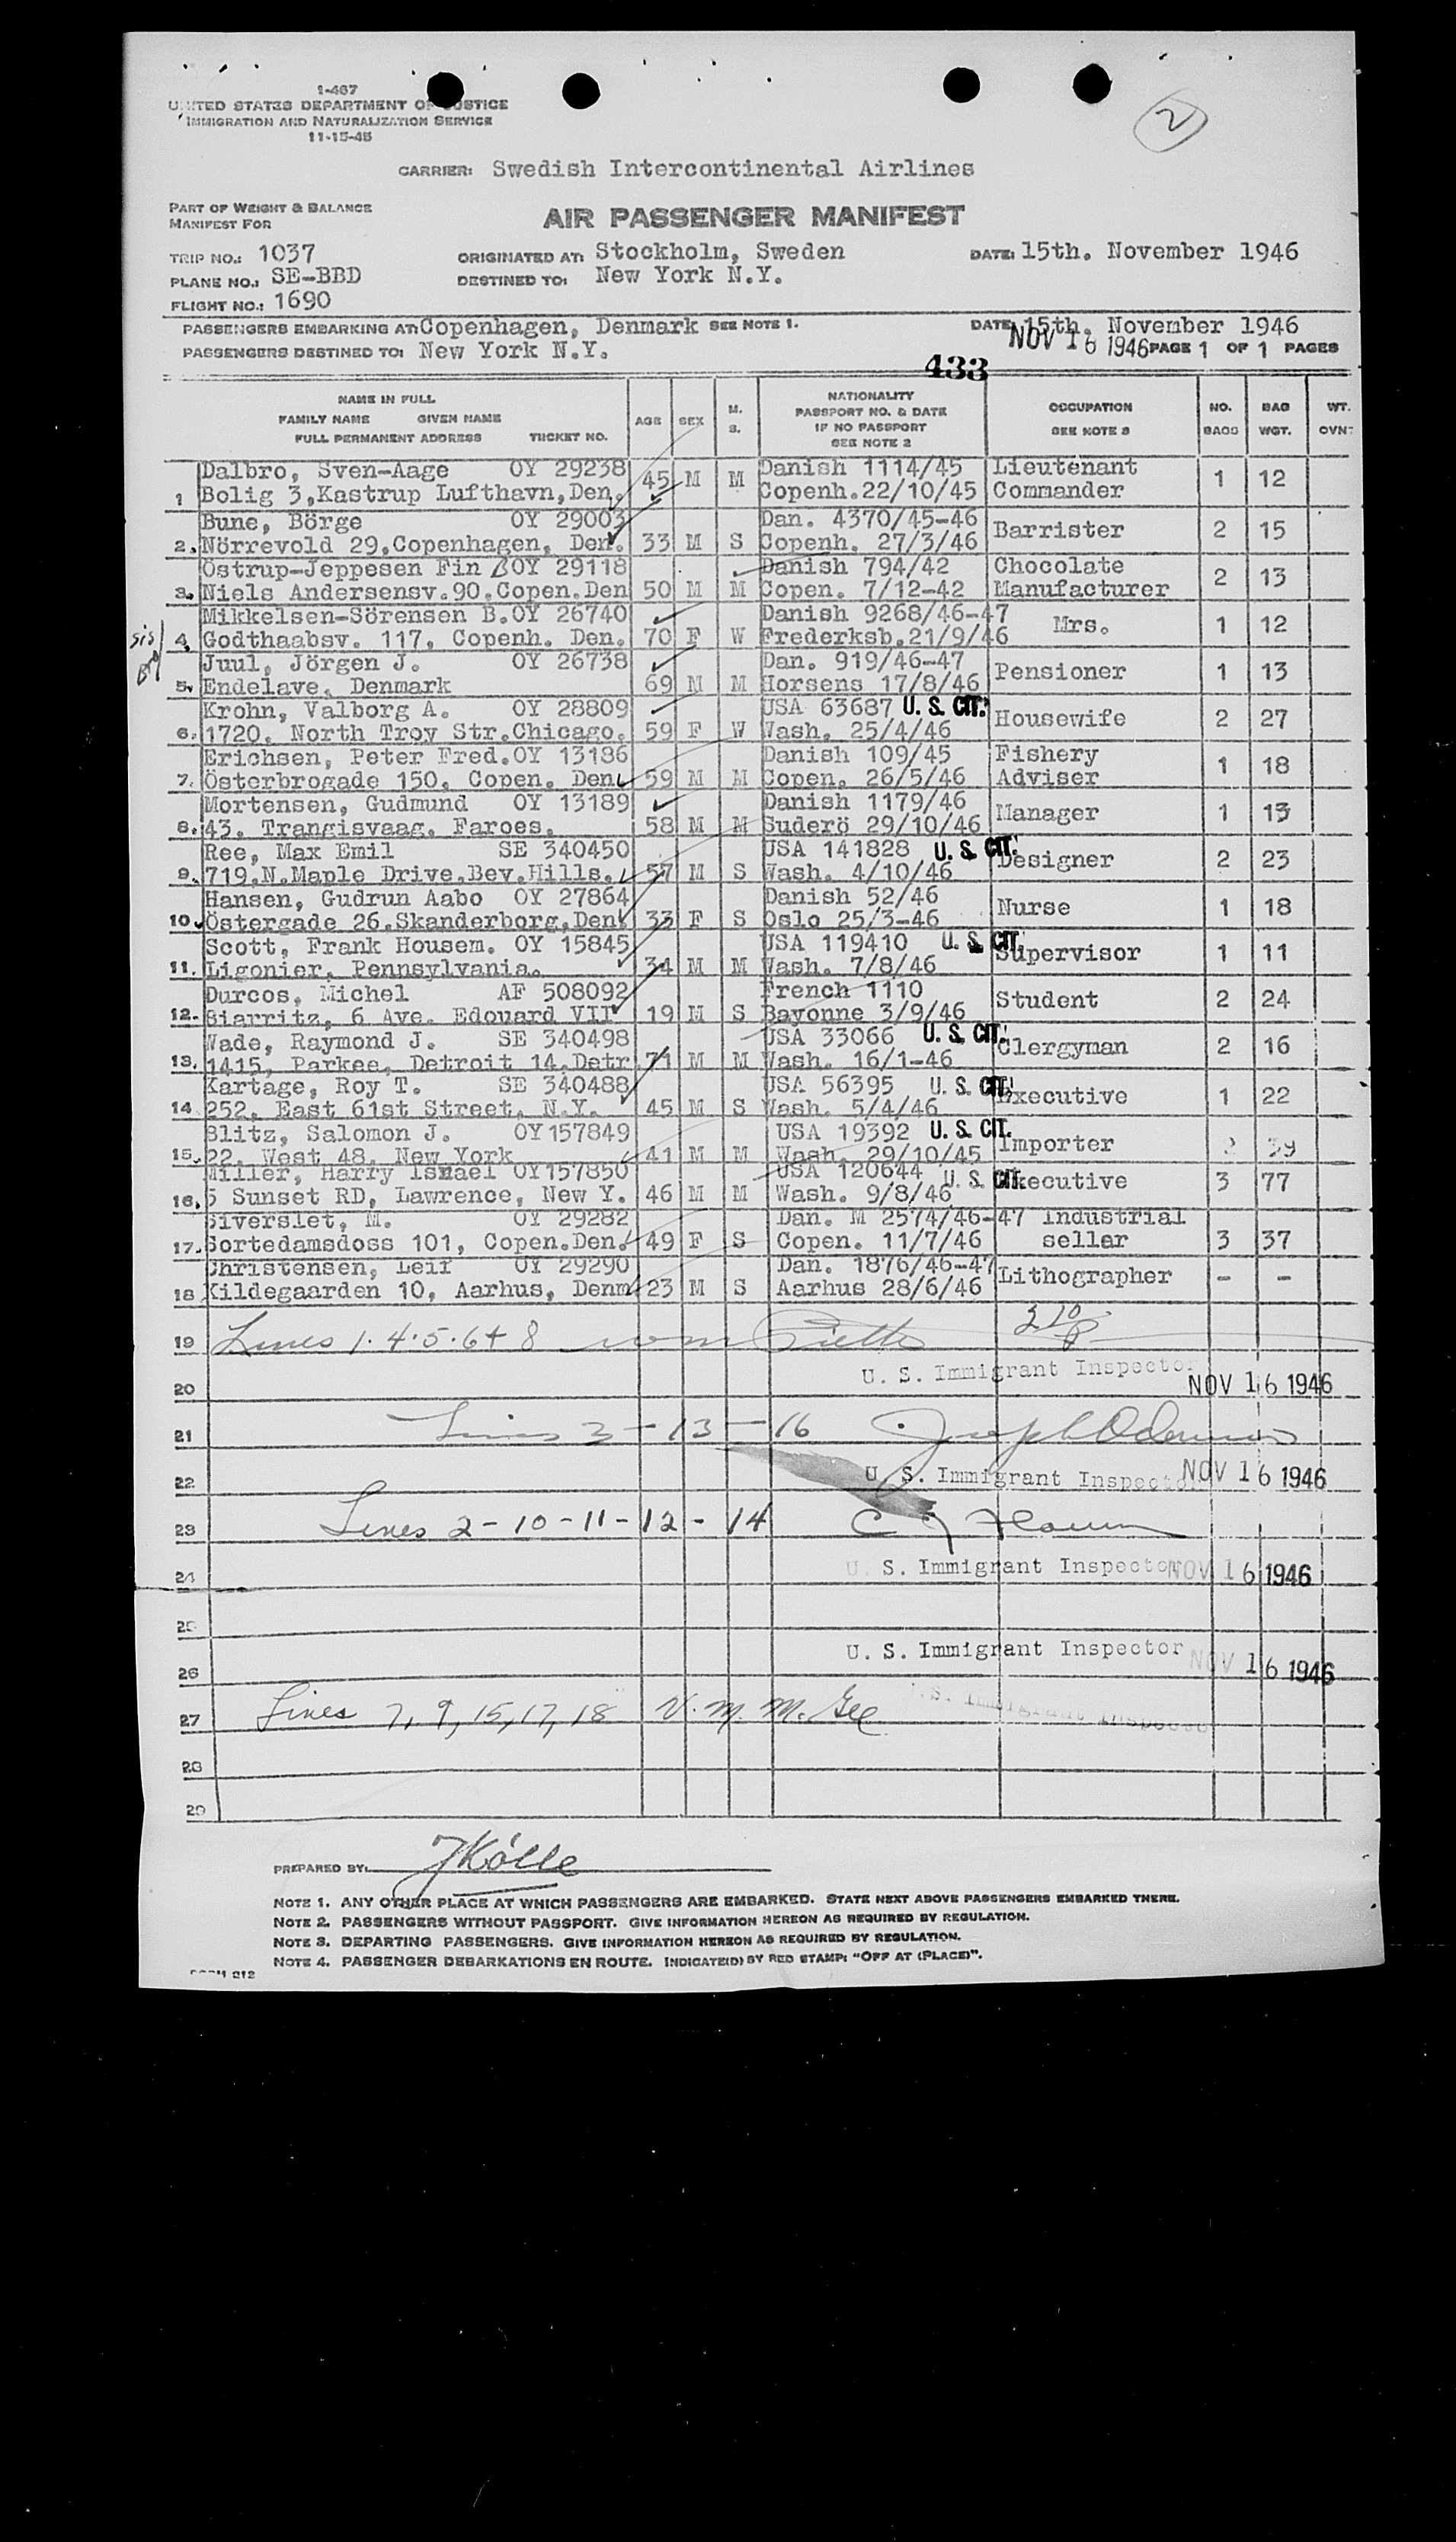 1-467
UNITED STATES DEPARTMENT OF JUSTICE
IMMIGRATION AND NATURALIZATION SERVICE
11-15-45
2
CARRIER: Swedish Intercontinental Airlines
PART OF WEIGHT & BALANCE
MANIFEST FOR
AIR PASSENGER MANIFEST
TRIP NO.: 1037 ORIGINATED AT: Stockholm, Sweden DATE: 15th. November 1946
PLANE NO.: SE-BBD DESTINED TO: New York N.Y.
FLIGHT NO.: 1690
PASSENGERS EMBARKING AT: Copenhagen, Denmark SEE NOTE 1. DATE 15th. November 1946
PASSENGERS DESTINED TO: New York N.Y. NOV 16 1946 PAGE 1 OF 1 PAGES
433
NAME IN FULL
FAMILY NAME GIVEN NAME
FULL PERMANENT ADDRESS TICKET NO.
AGE SEX M. S.
NATIONALITY
PASSPORT NO. & DATE
IF NO PASSPORT
SEE NOTE 2
OCCUPATION
SEE NOTE 3
NO. BAGS
BAG WGT.
WT. OVN
Dalbro, Sven-Aage OY 29238 Danish 1114/45 Lieutenant
1 Bolig 3,Kastrup Lufthavn,Den. 45 M M Copenh.22/10/45 Commander 1 12
Bune, Börge OY 29003 Dan. 4370/45-46
2. Nörrevold 29.Copenhagen, Den. 33 M S Copenh. 27/3/46 Barrister 2 15
Ostrup-Jeppesen Fin B OY 29118 Danish 794/42 Chocolate
3. Niels Andersensv.90.Copen.Den 50 M M Copen. 7/12-42 Manufacturer 2 13
Mikkelsen-Sörensen B.OY 26740 Danish 9268/46-47
sis/ bro 4. Godthaabsv. 117, Copenh. Den. 70 F W Frederksb.21/9/46 Mrs. 1 12
Juul, Jörgen J. OY 26738 Dan. 919/46-47
5. Endelave, Denmark 69 M M Horsens 17/8/46 Pensioner 1 13
Krohn, Valborg A. OY 28809 USA 63687 U. S. CIT.
6. 1720. North Troy Str.Chicago. 59 F W Wash. 25/4/46 Housewife 2 27
Erichsen, Peter Fred.OY 13186 Danish 109/45 Fishery
7. Österbrogade 150. Copen. Den. 59 M M Copen. 26/5/46 Adviser 1 18
Mortensen, Gudmund OY 13189 Danish 1179/46
8. 43. Trangisvaag. Faroes. 58 M M Suderö 29/10/46 Manager 1 13
Ree, Max Emil SE 340450 USA 141828 U. S. CIT.
9. 719.N.Maple Drive.Bev.Hills. 57 M S Wash. 4/10/46 Designer 2 23
Hansen, Gudrun Aabo OY 27864 Danish 52/46
10. Östergade 26.Skanderborg.Den. 33 F S Oslo 25/3-46 Nurse 1 18
Scott, Frank Housem. OY 15845 USA 119410 U. S. CIT.
11. Ligonier. Pennsylvania. 34 M M Wash. 7/8/46 Supervisor 1 11
Durcos, Michel AF 508092 French 1110
12. Biarritz, 6 Ave. Edouard VII 19 M S Bayonne 3/9/46 Student 2 24
Wade, Raymond J. SE 340498 USA 33066 U. S. CIT.
13. 1415, Parkee, Detroit 14.Detr. 71 M M Wash. 16/1-46 Clergyman 2 16
Kartage, Roy T. SE 340488 USA 56395 U. S. CIT.
14 252, East 61st Street, N.Y. 45 M S Wash. 5/4/46 Executive 1 22
Blitz, Salomon J. OY157849 USA 19392 U. S. CIT.
15. 22. West 48. New York 41 M M Wash. 29/10/45 Importer 39
Miller, Harry Ismael OY157850 USA 120644 U. S. CIT.
16. 5 Sunset RD, Lawrence, New Y. 46 M M Wash. 9/8/46 Executive 3 77
Siverslet, M. OY 29282 Dan. M 2574/46-47 Industrial
17. Sortedamsdoss 101, Copen.Den. 49 F S Copen. 11/7/46 seller 3 37
Christensen, Leif OY 29290 Dan. 1876/46-47
18 Kildegaarden 10, Aarhus, Denm 23 M S Aarhus 28/6/46 Lithographer - -
19 Lines 1.4.5.6+8
U. S. Immigrant Inspector
20 NOV 16 1946
21 Lines 3 - 13 - 16
22 U. S. Immigrant Inspector NOV 16 1946
23 Lines 2-10-11-12-14
24 U. S. Immigrant Inspector NOV 16 1946
25
U. S. Immigrant Inspector
26 NOV 16 1946
27 Lines 7, 9, 15, 17, 18 V. M. McGee U.S. Immigrant Inspector
28
29
PREPARED BY: JKölle
NOTE 1. ANY OTHER PLACE AT WHICH PASSENGERS ARE EMBARKED. STATE NEXT ABOVE PASSENGERS EMBARKED THERE.
NOTE 2. PASSENGERS WITHOUT PASSPORT. GIVE INFORMATION HEREON AS REQUIRED BY REGULATION.
NOTE 3. DEPARTING PASSENGERS. GIVE INFORMATION HEREON AS REQUIRED BY REGULATION.
NOTE 4. PASSENGER DEBARKATIONS EN ROUTE. INDICATE(D) BY RED STAMP: "OFF AT (PLACE)".
FORM 212